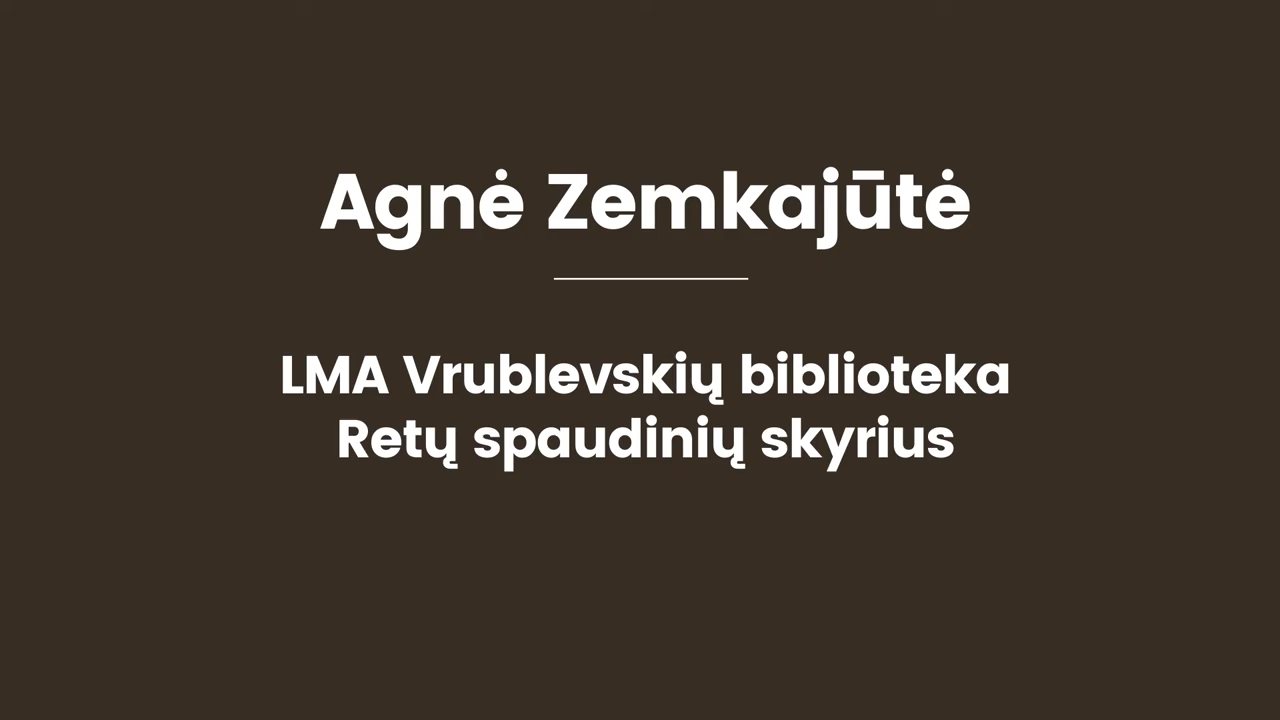 Agnė Zemkajūtė
LMA Vrublevskių biblioteka
Retų spaudinių skyrius